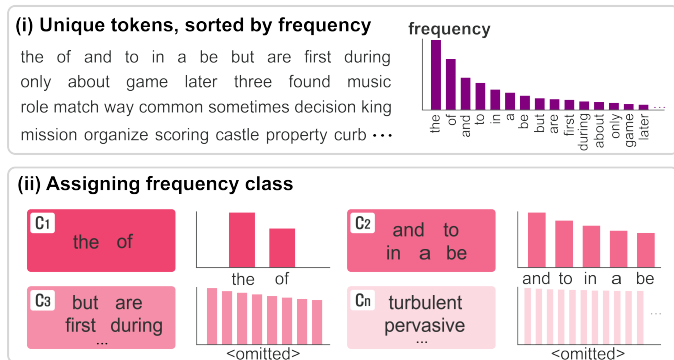 (i) Unique tokens, sorted by frequency
the of and to in a be but are first during
only about game later three found music
role match way common sometimes decision king
mission organize scoring castle property curb ···
frequency
the of and to in a be but are first during about only game later ...
(ii) Assigning frequency class
C1
the of
the of
C2
and to
in a be
and to in a be
C3
but are
first during
...
<omitted>
Cn
turbulent
pervasive
...
...
<omitted>